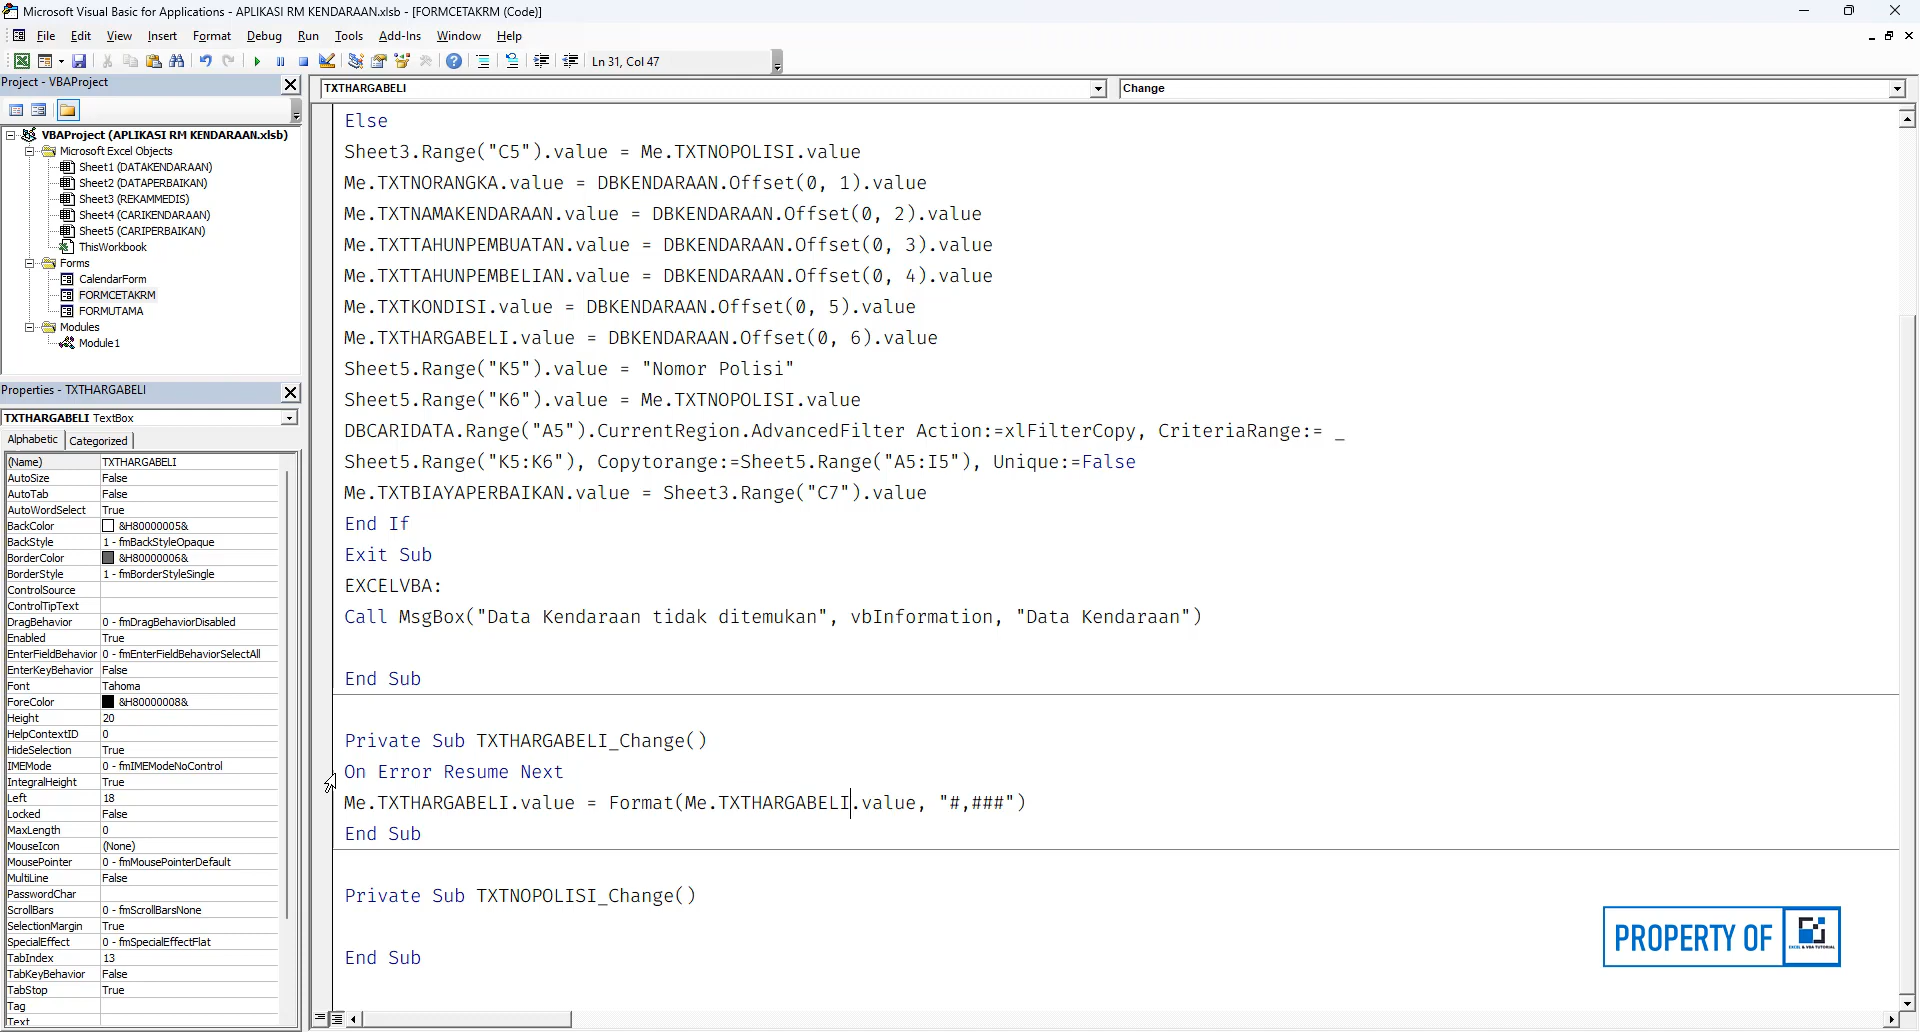 Microsoft Visual Basic for Applications - APLIKASI RM KENDARAAN.xlsb - [FORMCETAKRM (Code)]
File Edit View Insert Format Debug Run Tools Add-Ins Window Help
Ln 31, Col 47
Project - VBAProject
VBAProject (APLIKASI RM KENDARAAN.xlsb)
Microsoft Excel Objects
Sheet1 (DATAKENDARAAN)
Sheet2 (DATAPERBAIKAN)
Sheet3 (REKAMMEDIS)
Sheet4 (CARIKENDARAAN)
Sheet5 (CARIPERBAIKAN)
ThisWorkbook
Forms
CalendarForm
FORMCETAKRM
FORMUTAMA
Modules
Module1
Properties - TXTHARGABELI
TXTHARGABELI TextBox
Alphabetic Categorized
(Name) TXTHARGABELI
AutoSize False
AutoTab False
AutoWordSelect True
BackColor &H80000005&
BackStyle 1 - fmBackStyleOpaque
BorderColor &H80000006&
BorderStyle 1 - fmBorderStyleSingle
ControlSource
ControlTipText
DragBehavior 0 - fmDragBehaviorDisabled
Enabled True
EnterFieldBehavior 0 - fmEnterFieldBehaviorSelectAll
EnterKeyBehavior False
Font Tahoma
ForeColor &H80000008&
Height 20
HelpContextID 0
HideSelection True
IMEMode 0 - fmIMEModeNoControl
IntegralHeight True
Left 18
Locked False
MaxLength 0
MouseIcon (None)
MousePointer 0 - fmMousePointerDefault
MultiLine False
PasswordChar
ScrollBars 0 - fmScrollBarsNone
SelectionMargin True
SpecialEffect 0 - fmSpecialEffectFlat
TabIndex 13
TabKeyBehavior False
TabStop True
Tag
Text
TXTHARGABELI Change
Else
Sheet3.Range("C5").value = Me.TXTNOPOLISI.value
Me.TXTNORANGKA.value = DBKENDARAAN.Offset(0, 1).value
Me.TXTNAMAKENDARAAN.value = DBKENDARAAN.Offset(0, 2).value
Me.TXTTAHUNPEMBUATAN.value = DBKENDARAAN.Offset(0, 3).value
Me.TXTTAHUNPEMBELIAN.value = DBKENDARAAN.Offset(0, 4).value
Me.TXTKONDISI.value = DBKENDARAAN.Offset(0, 5).value
Me.TXTHARGABELI.value = DBKENDARAAN.Offset(0, 6).value
Sheet5.Range("K5").value = "Nomor Polisi"
Sheet5.Range("K6").value = Me.TXTNOPOLISI.value
DBCARIDATA.Range("A5").CurrentRegion.AdvancedFilter Action:=xlFilterCopy, CriteriaRange:= _
Sheet5.Range("K5:K6"), Copytorange:=Sheet5.Range("A5:I5"), Unique:=False
Me.TXTBIAYAPERBAIKAN.value = Sheet3.Range("C7").value
End If
Exit Sub
EXCELVBA:
Call MsgBox("Data Kendaraan tidak ditemukan", vbInformation, "Data Kendaraan")
End Sub
Private Sub TXTHARGABELI_Change()
On Error Resume Next
Me.TXTHARGABELI.value = Format(Me.TXTHARGABELI.value, "#,###")
End Sub
Private Sub TXTNOPOLISI_Change()
End Sub
PROPERTY OF
EXCEL & VBA TUTORIAL